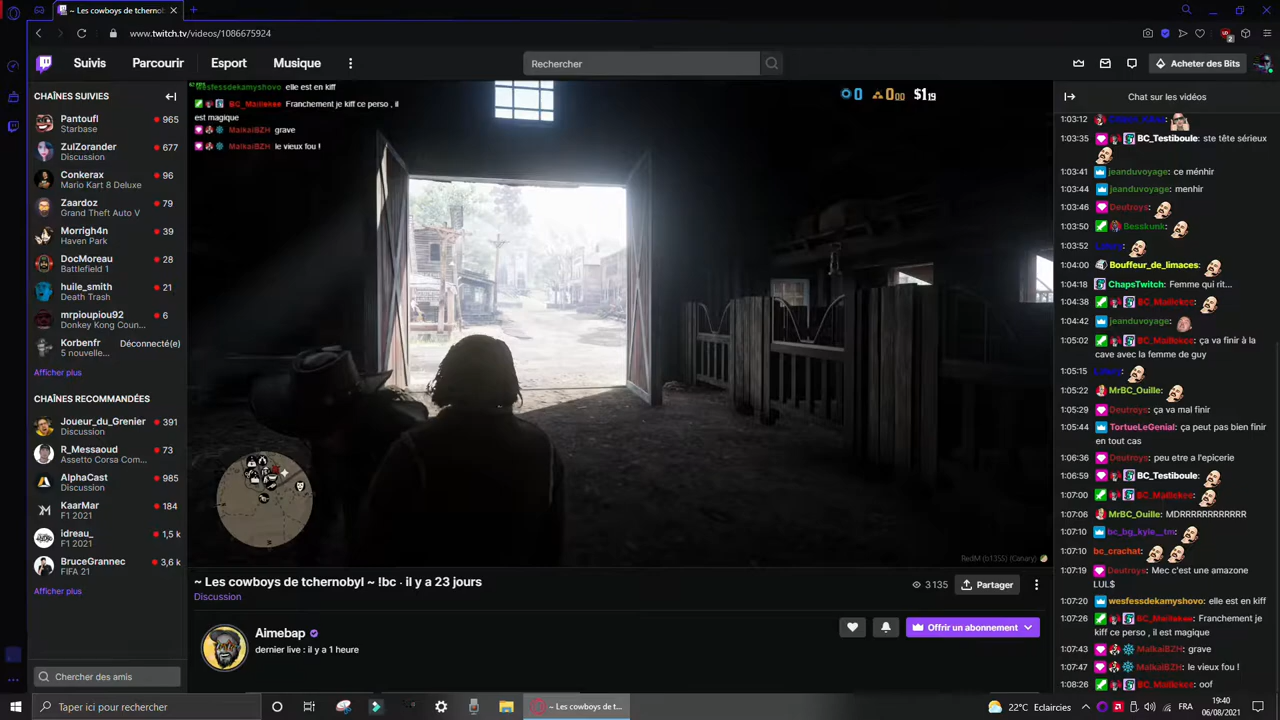 ~ Les cowboys de tchernobyl
www.twitch.tv/videos/1086675924
2
Suivis
Parcourir
Esport
Musique
Rechercher
Acheter des Bits
CHAÎNES SUIVIES
Pantoufl
Starbase
965
ZulZorander
Discussion
677
Conkerax
Mario Kart 8 Deluxe
96
Zaardoz
Grand Theft Auto V
79
Morrigh4n
Haven Park
39
DocMoreau
Battlefield 1
28
huile_smith
Death Trash
21
mrpioupiou92
Donkey Kong Coun...
6
Korbenfr
5 nouvelle...
Déconnecté(e)
Afficher plus
CHAÎNES RECOMMANDÉES
Joueur_du_Grenier
Discussion
391
R_Messaoud
Assetto Corsa Com...
73
AlphaCast
Discussion
985
KaarMar
F1 2021
184
idreau_
F1 2021
1,5 k
BruceGrannec
FIFA 21
3,6 k
Afficher plus
Chercher des amis
wesfessdekamyshovo elle est en kiff
BC_Maillekee Franchement je kiff ce perso , il
est magique
MalkaiBZH grave
MalkaiBZH le vieux fou !
0
0 00
$1 19
RedM (b1355) (Canary)
~ Les cowboys de tchernobyl ~ !bc · il y a 23 jours
Discussion
3 135
Partager
Aimebap
dernier live : il y a 1 heure
Offrir un abonnement
Chat sur les vidéos
1:03:12
1:03:35 BC_Testiboule: ste tête sérieux
1:03:41 jeanduvoyage: ce ménhir
1:03:44 jeanduvoyage: menhir
1:03:46 Deutroys:
1:03:50 Besskunk:
1:03:52
1:04:00 Bouffeur_de_limaces:
1:04:18 ChapsTwitch: Femme qui rit...
1:04:38 BC_Maillekee:
1:04:42 jeanduvoyage:
1:05:02 BC_Maillekee: ça va finir à la
cave avec la femme de guy
1:05:15
1:05:22 MrBC_Ouille:
1:05:29 Deutroys: ça va mal finir
1:05:44 TortueLeGenial: ça peut pas bien finir
en tout cas
1:06:36 Deutroys: peu etre a l'epicerie
1:06:59 BC_Testiboule:
1:07:00 BC_Maillekee:
1:07:06 MrBC_Ouille: MDRRRRRRRRRRR
1:07:10 bc_bg_kyle__tm:
1:07:10 bc_crachat:
1:07:19 Deutroys: Mec c'est une amazone
LUL$
1:07:20 wesfessdekamyshovo: elle est en kiff
1:07:26 BC_Maillekee: Franchement je
kiff ce perso , il est magique
1:07:43 MalkaiBZH: grave
1:07:47 MalkaiBZH: le vieux fou !
1:08:26 BC_Maillekee: oof
Taper ici pour rechercher
~ Les cowboys de t...
22°C Eclaircies
FRA
19:40
06/08/2021